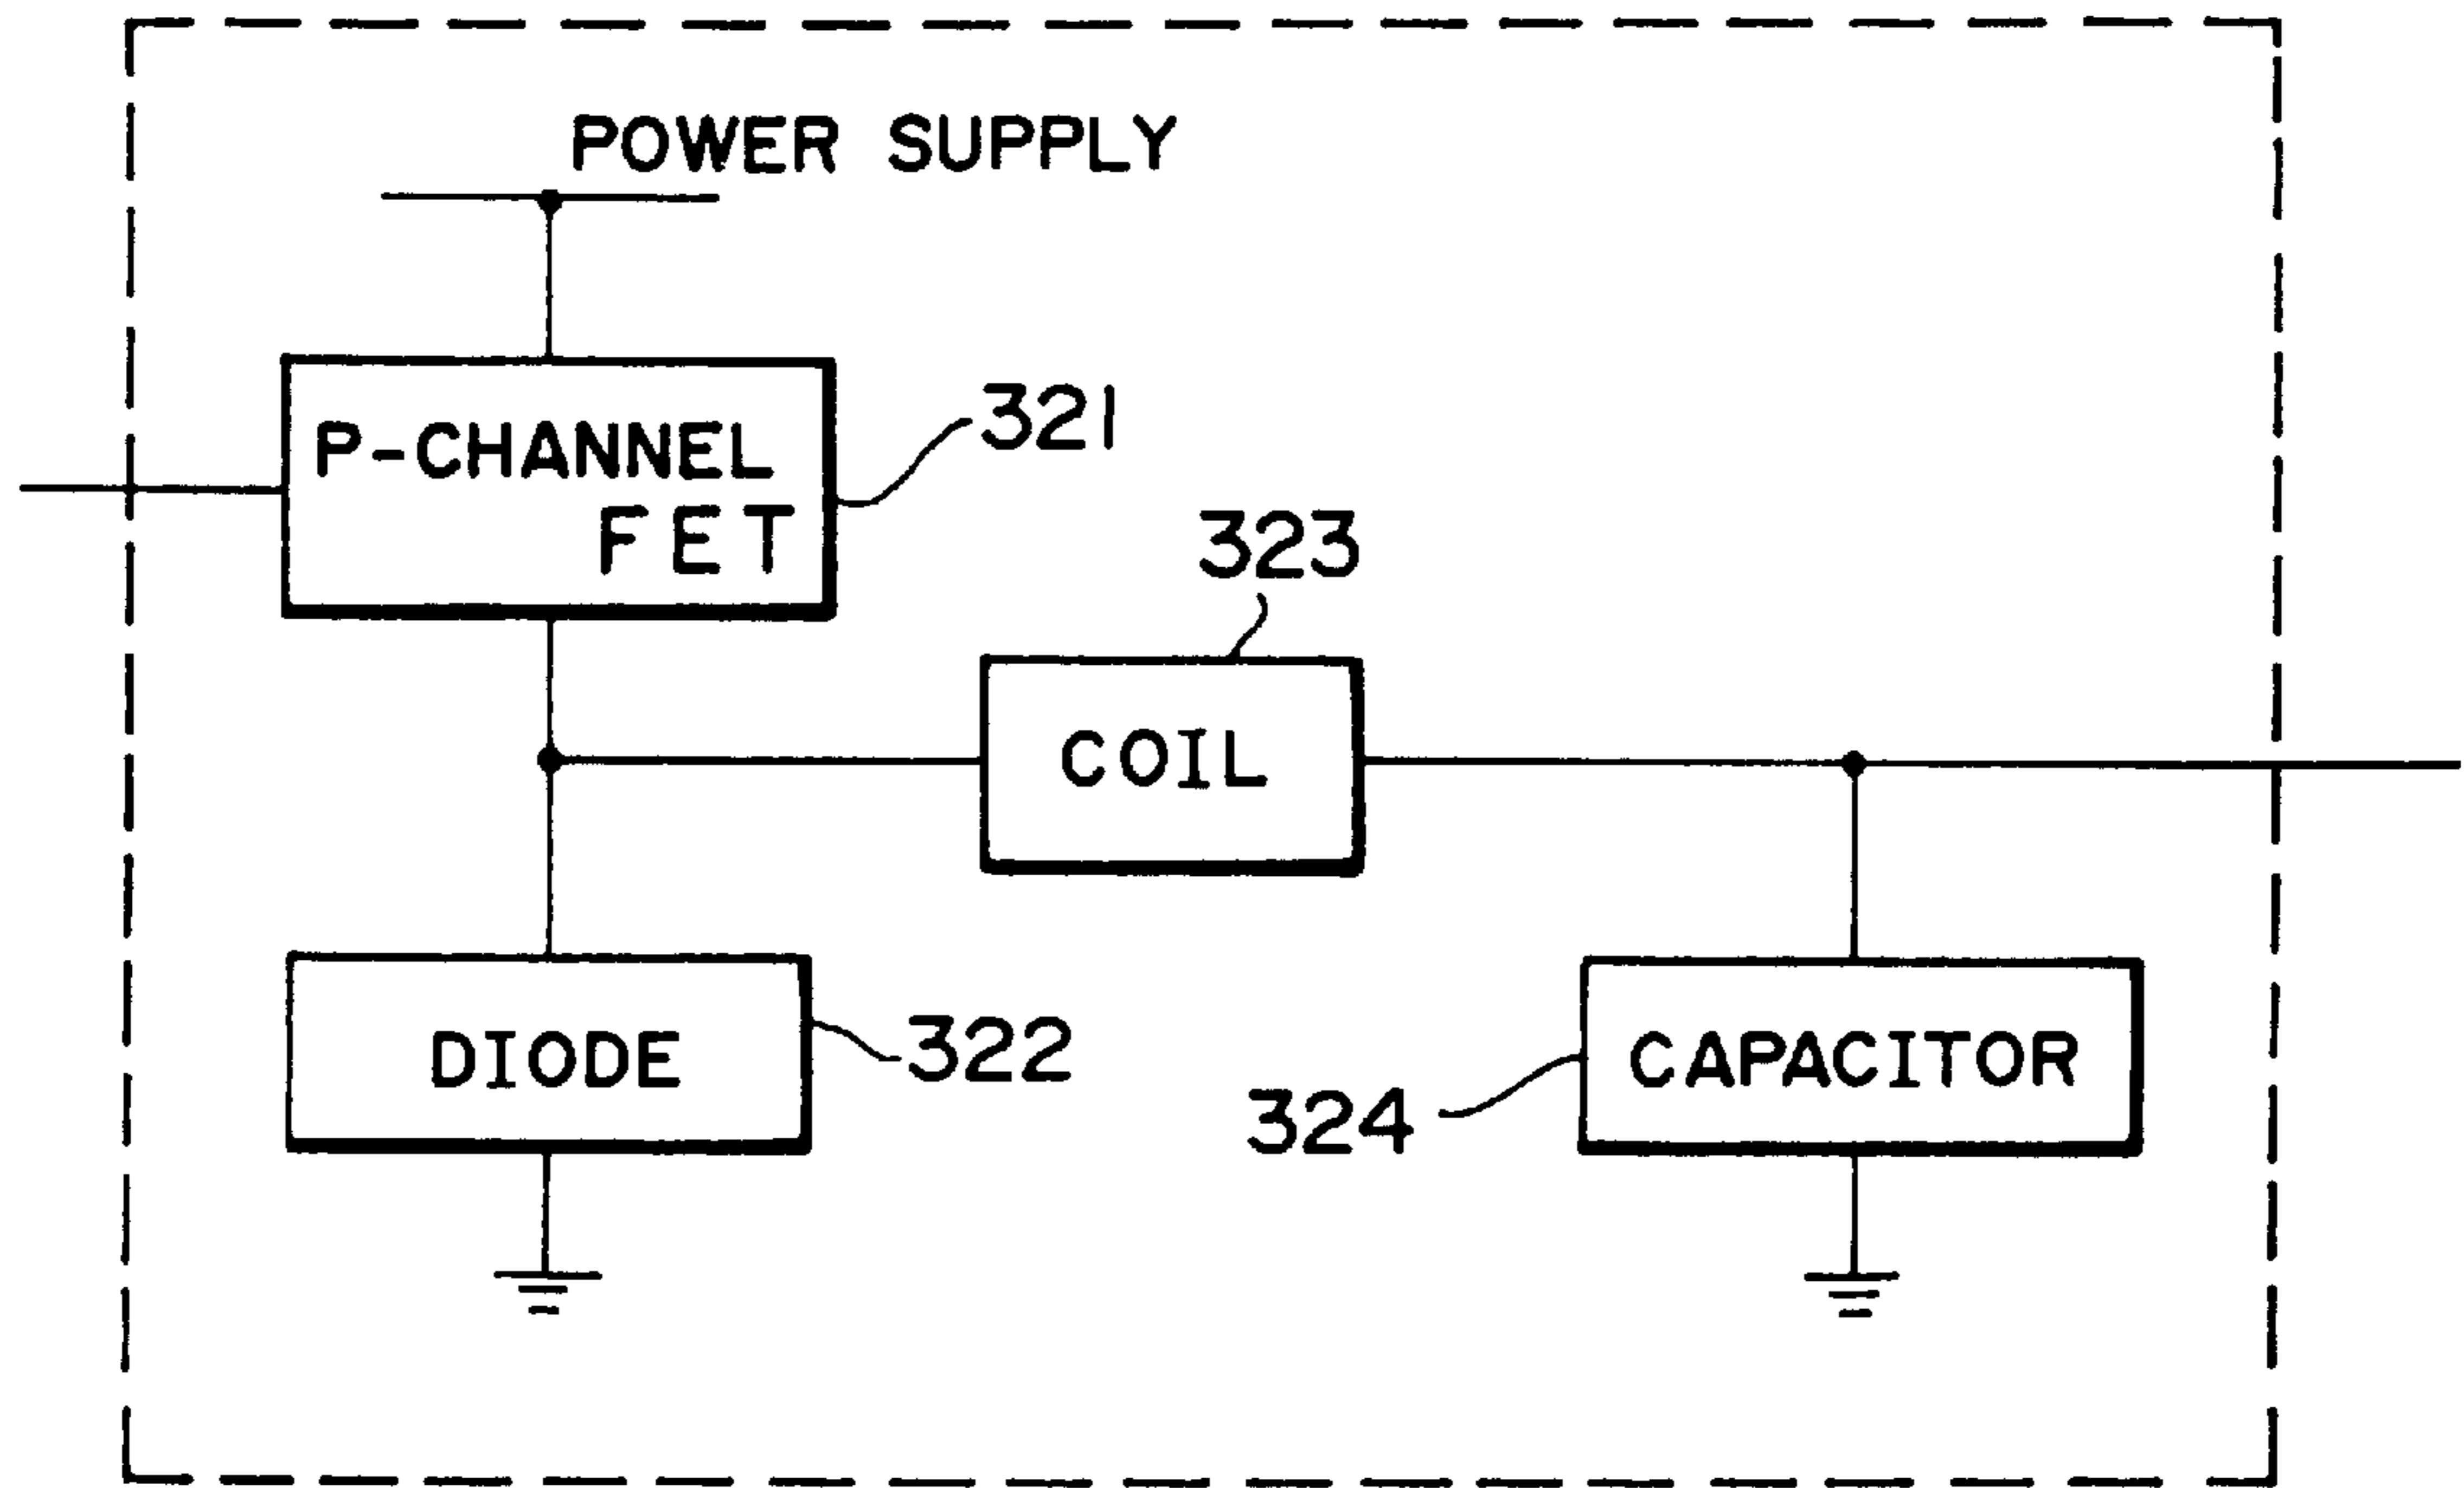 POWER SUPPLY
P-CHANNEL
FET
321
323
COIL
DIODE
322
324
CAPACITOR